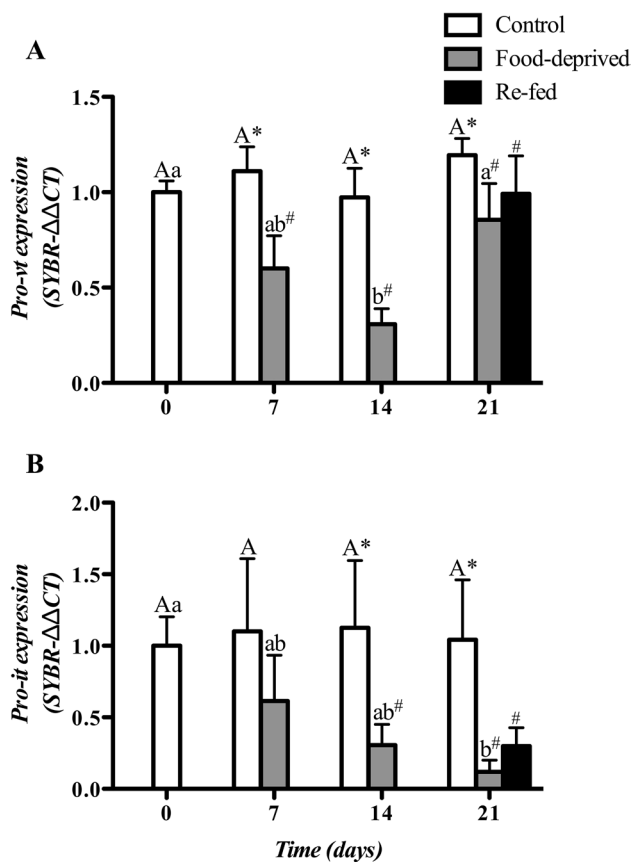 Control
Food-deprived
Re-fed
A
Pro-vt expression
(SYBR-ΔΔCT)
1.5
1.0
0.5
0.0
Aa
A*
ab#
A*
b#
A*
a#
#
0 7 14 21
B
Pro-it expression
(SYBR-ΔΔCT)
2.0
1.5
1.0
0.5
0.0
Aa
A
ab
A*
ab#
A*
b#
#
0 7 14 21
Time (days)